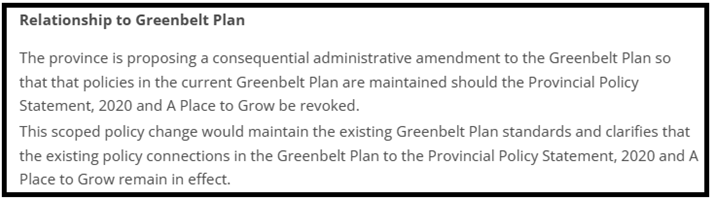 Relationship to Greenbelt Plan
The province is proposing a consequential administrative amendment to the Greenbelt Plan so
that that policies in the current Greenbelt Plan are maintained should the Provincial Policy
Statement, 2020 and A Place to Grow be revoked.
This scoped policy change would maintain the existing Greenbelt Plan standards and clarifies that
the existing policy connections in the Greenbelt Plan to the Provincial Policy Statement, 2020 and A
Place to Grow remain in effect.